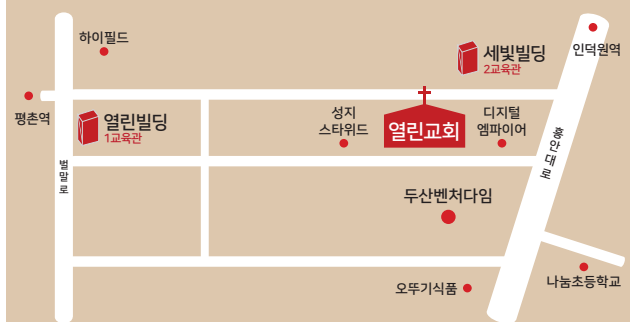 하이필드
세빛빌딩
2교육관
인덕원역
평촌역
열린빌딩
1교육관
성지
스타위드
열린교회
디지털
엠파이어
흥안대로
벌말로
두산벤처다임
나눔초등학교
오뚜기식품